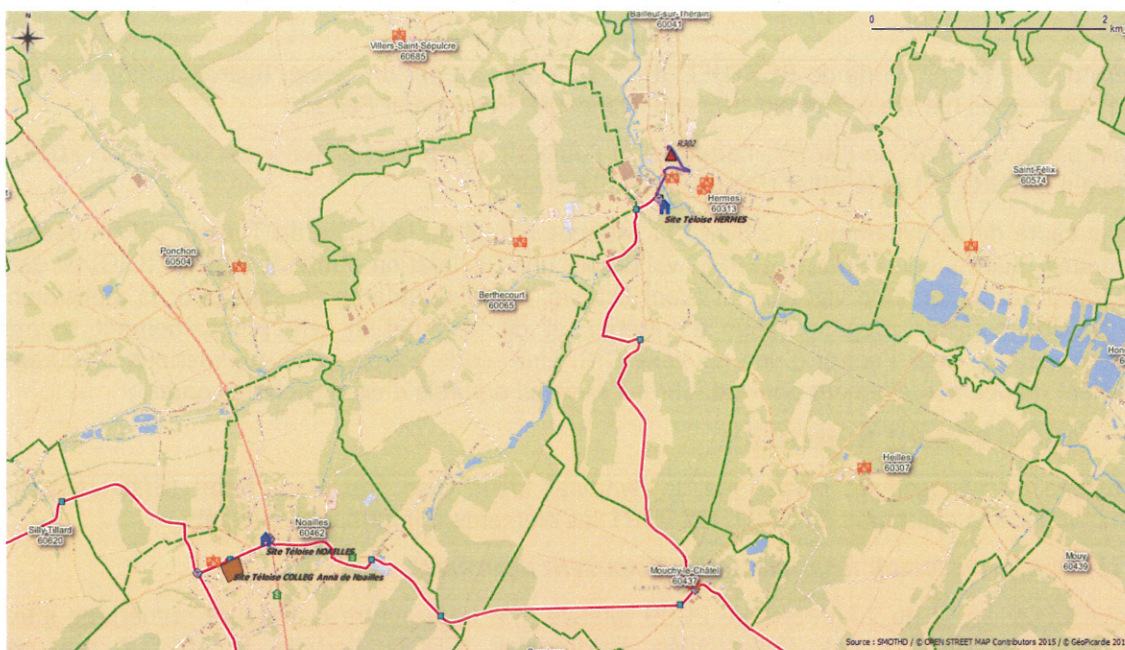 N
0 2
km
Bailleul-sur-Thérain
60041
Villers-Saint-Sépulcre
60685
R302
Saint-Félix
60574
Hermes
60313
Site Téloise HERMES
Ponchon
60504
Berthecourt
60065
Heilles
60307
Silly-Tillard
60620
Noailles
60462
Site Téloise NOAILLES
Site Téloise COLLEG Anna de Noailles
Mouchy-le-Châtel
60437
Mouy
60439
Source : SMOTHD / © OPEN STREET MAP Contributors 2015 / © GéoPicardie 201